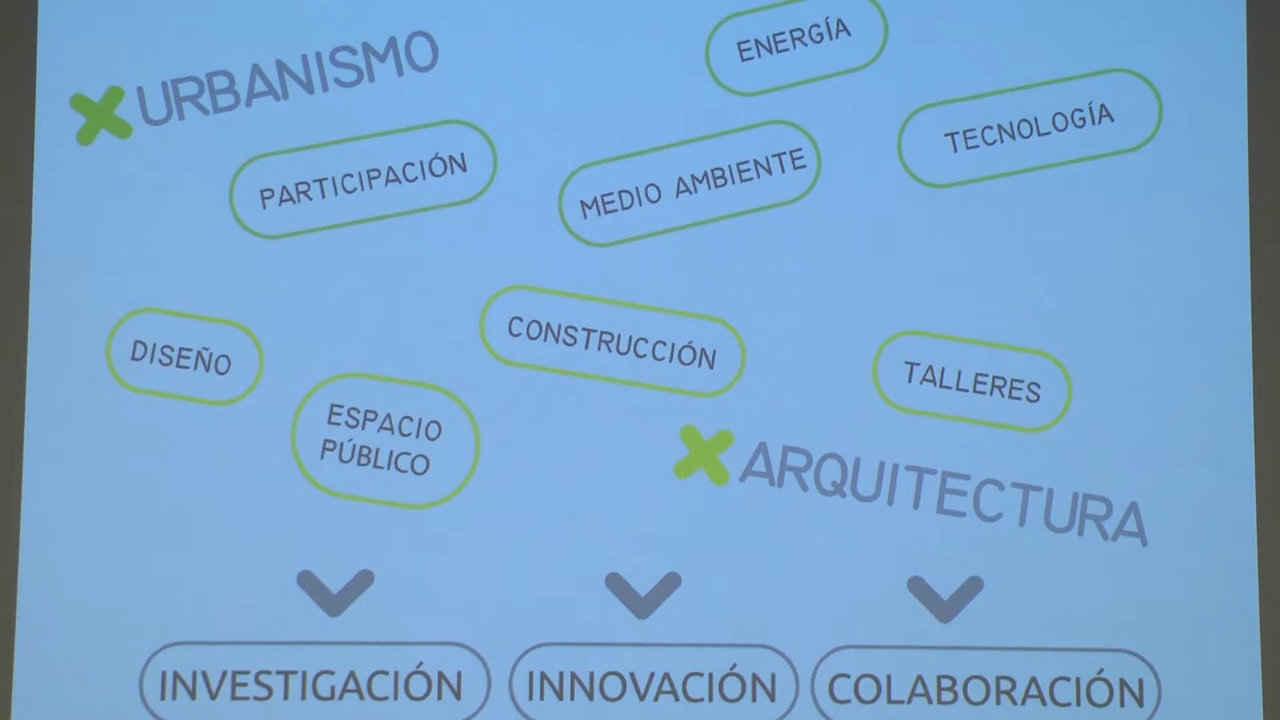 URBANISMO
ENERGÍA
TECNOLOGÍA
PARTICIPACIÓN
MEDIO AMBIENTE
DISEÑO
CONSTRUCCIÓN
TALLERES
ESPACIO
PÚBLICO
ARQUITECTURA
INVESTIGACIÓN
INNOVACIÓN
COLABORACIÓN